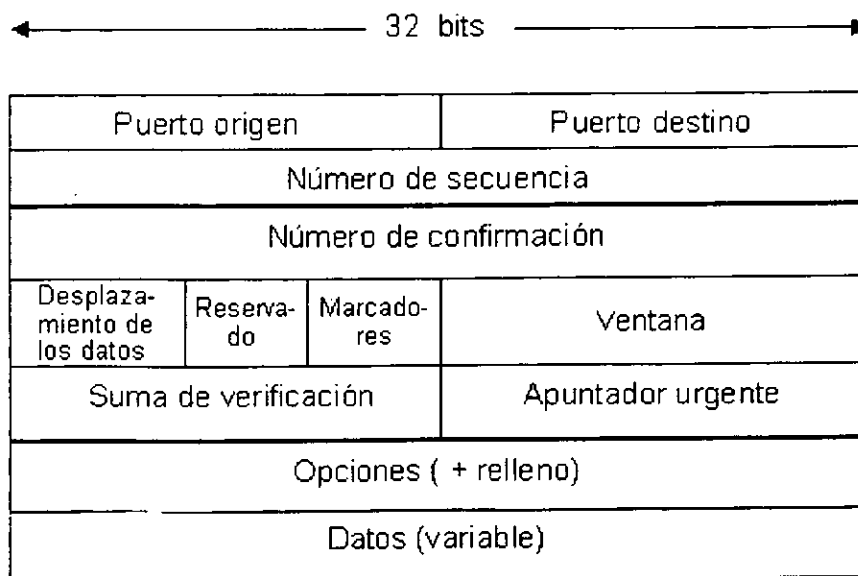 32 bits
Puerto origen
Puerto destino
Número de secuencia
Número de confirmación
Desplaza-
miento de
los datos
Reserva-
do
Marcado-
res
Ventana
Suma de verificación
Apuntador urgente
Opciones ( + relleno)
Datos (variable)